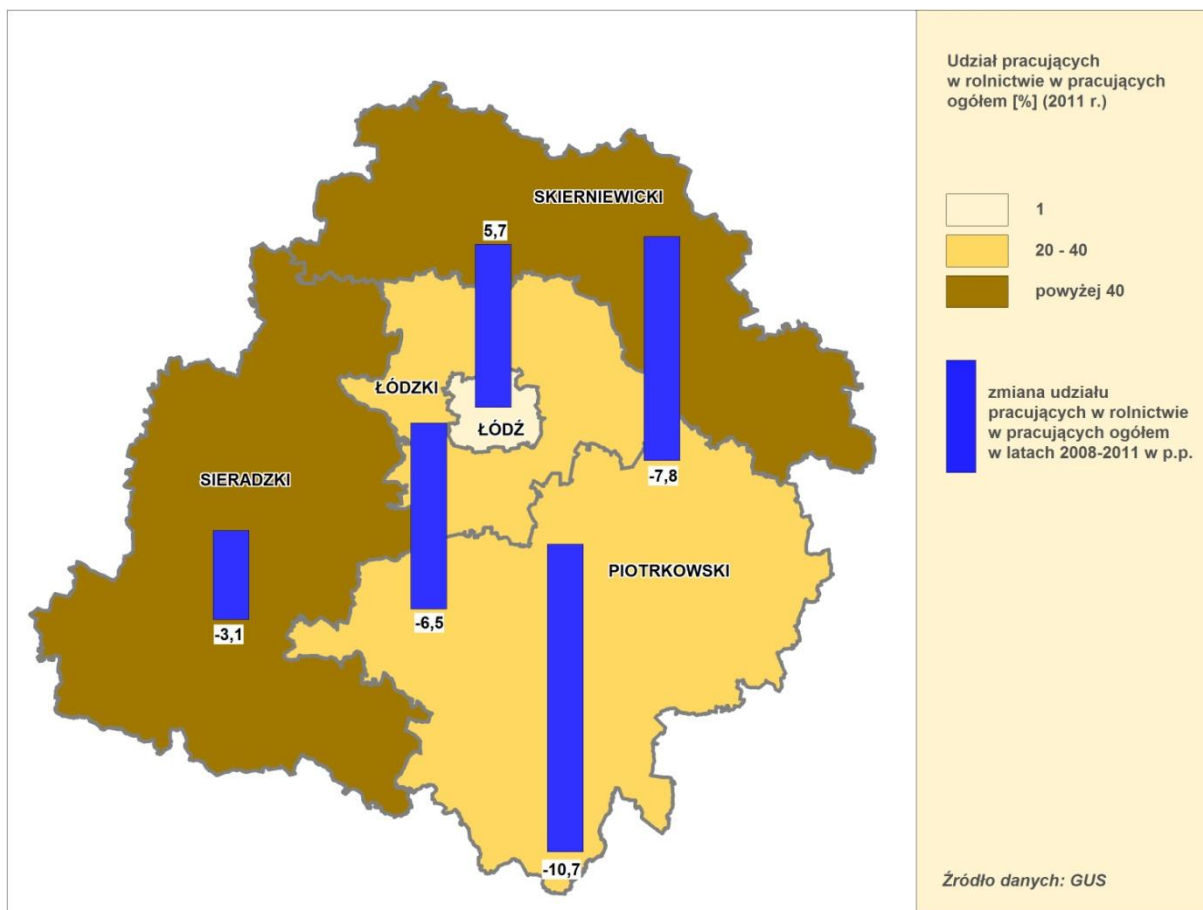 Udział pracujących
w rolnictwie w pracujących
ogółem [%] (2011 r.)
1
20 - 40
powyżej 40
zmiana udziału
pracujących w rolnictwie
w pracujący ogółem
w latach 2008-2011 w p.p.
SKIERNIEWICKI
5,7
ŁÓDZKI
ŁÓDŹ
-7,8
SIERADZKI
PIOTRKOWSKI
-6,5
-3,1
-10,7
Źródło danych: GUS